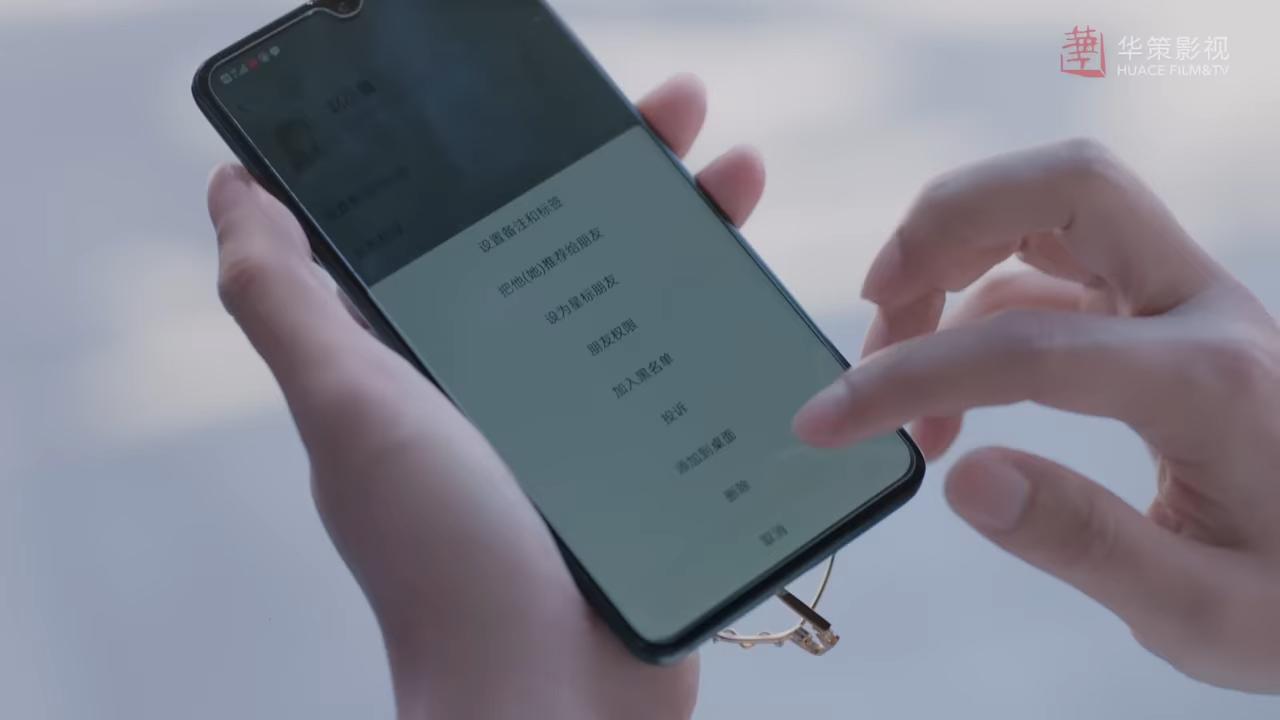 華 华策影视
HUACE FILM&TV
设置备注和标签
把他(她)推荐给朋友
设为星标朋友
朋友权限
加入黑名单
投诉
添加到桌面
删除
取消